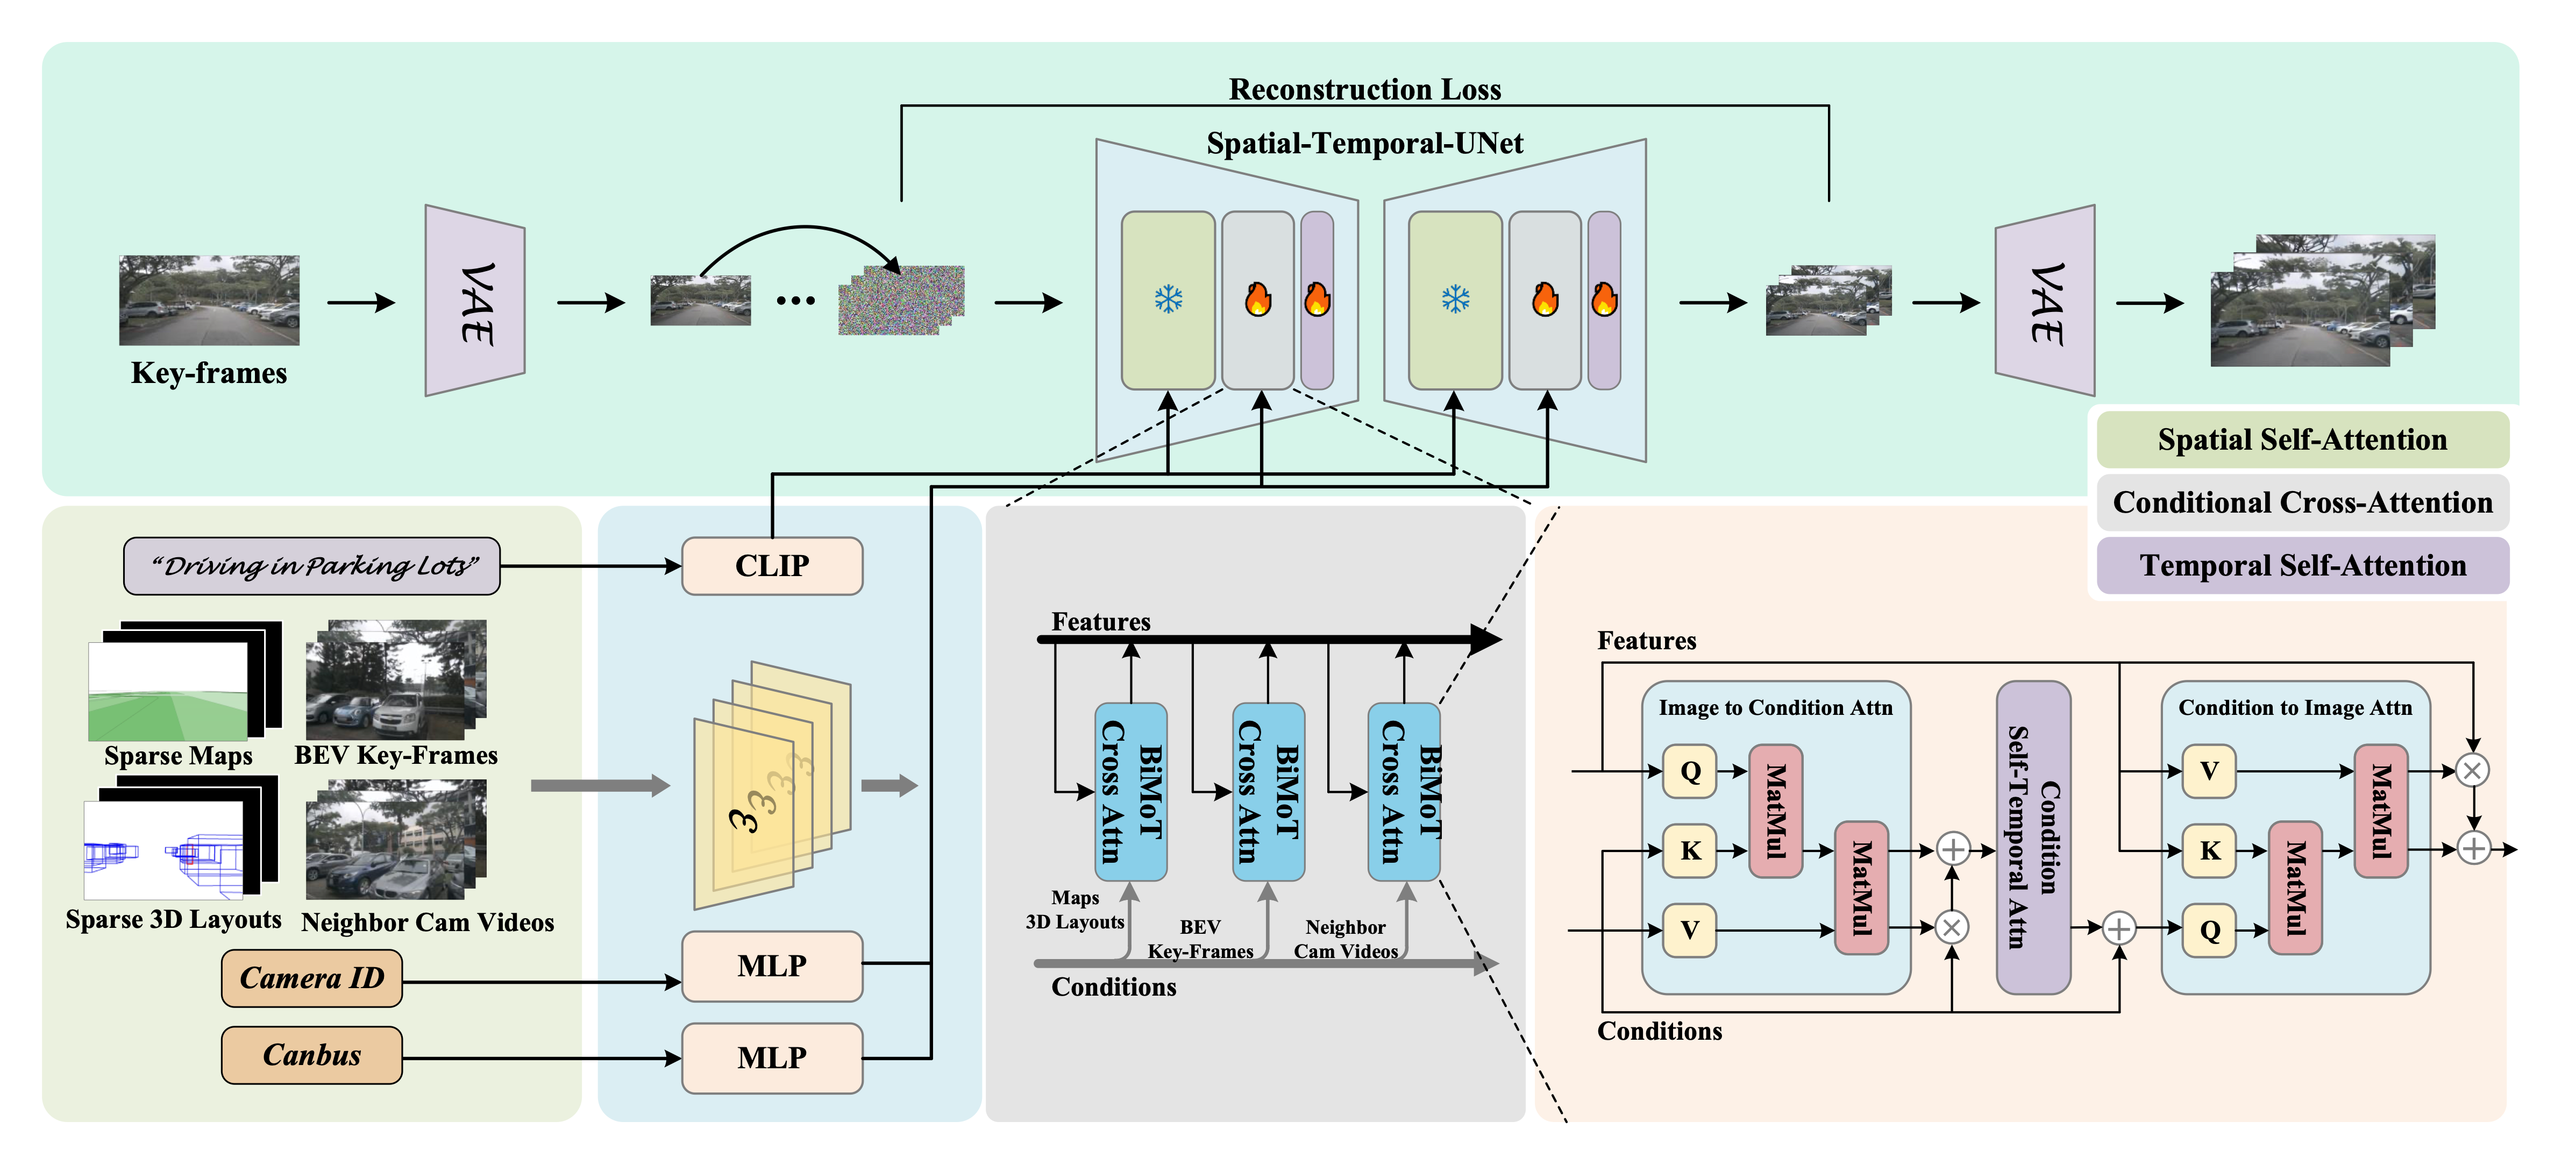 Reconstruction Loss
Spatial-Temporal-UNet
VAE
VAE
Key-frames
Spatial Self-Attention
Conditional Cross-Attention
Temporal Self-Attention
“Driving in Parking Lots”
CLIP
Sparse Maps
BEV Key-Frames
Sparse 3D Layouts
Neighbor Cam Videos
Camera ID
Canbus
ε
ε
ε
ε
MLP
MLP
Features
BiMoT
Cross Attn
BiMoT
Cross Attn
BiMoT
Cross Attn
Maps
3D Layouts
BEV
Key-Frames
Neighbor
Cam Videos
Conditions
Features
Image to Condition Attn
Q
K
V
MatMul
MatMul
Condition
Self-Temporal Attn
Condition to Image Attn
V
K
Q
MatMul
MatMul
Conditions